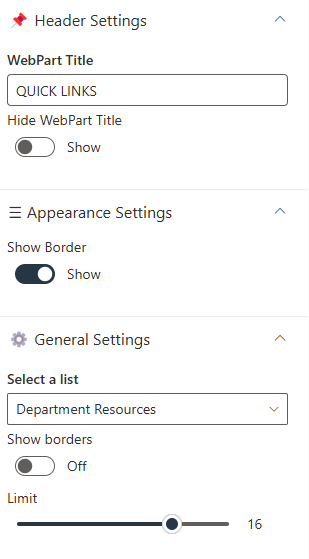 Header Settings
WebPart Title
QUICK LINKS
Hide WebPart Title
Show
Appearance Settings
Show Border
Show
General Settings
Select a list
Department Resources
Show borders
Off
Limit
16